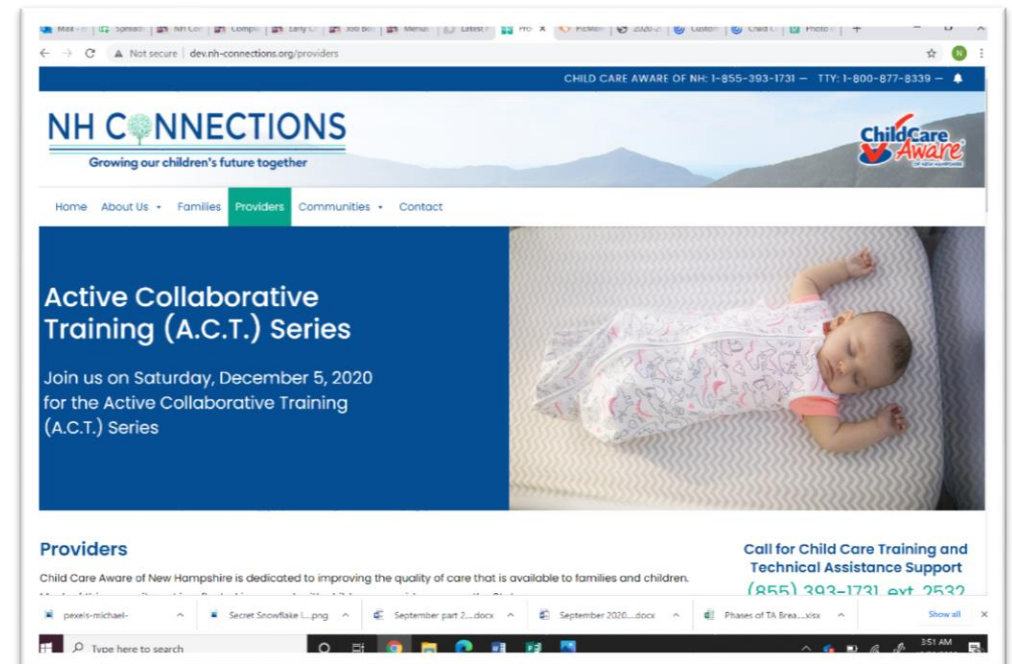 Not secure | dev.nh-connections.org/providers
CHILD CARE AWARE OF NH: 1-855-393-1731 – TTY: 1-800-877-8339 –
NH CONNECTIONS
Growing our children's future together
ChildCare
Aware
OF NEW HAMPSHIRE
Home About Us Families Providers Communities Contact
Active Collaborative
Training (A.C.T.) Series
Join us on Saturday, December 5, 2020
for the Active Collaborative Training
(A.C.T.) Series
Providers
Child Care Aware of New Hampshire is dedicated to improving the quality of care that is available to families and children.
Call for Child Care Training and
Technical Assistance Support
(855) 393-1731, ext. 2532
pexels-michael- Secret Snowflake i....png September part 2....docx September 2020....docx Phases of TA Brea....xlsx Show all
Type here to search
3:51 AM